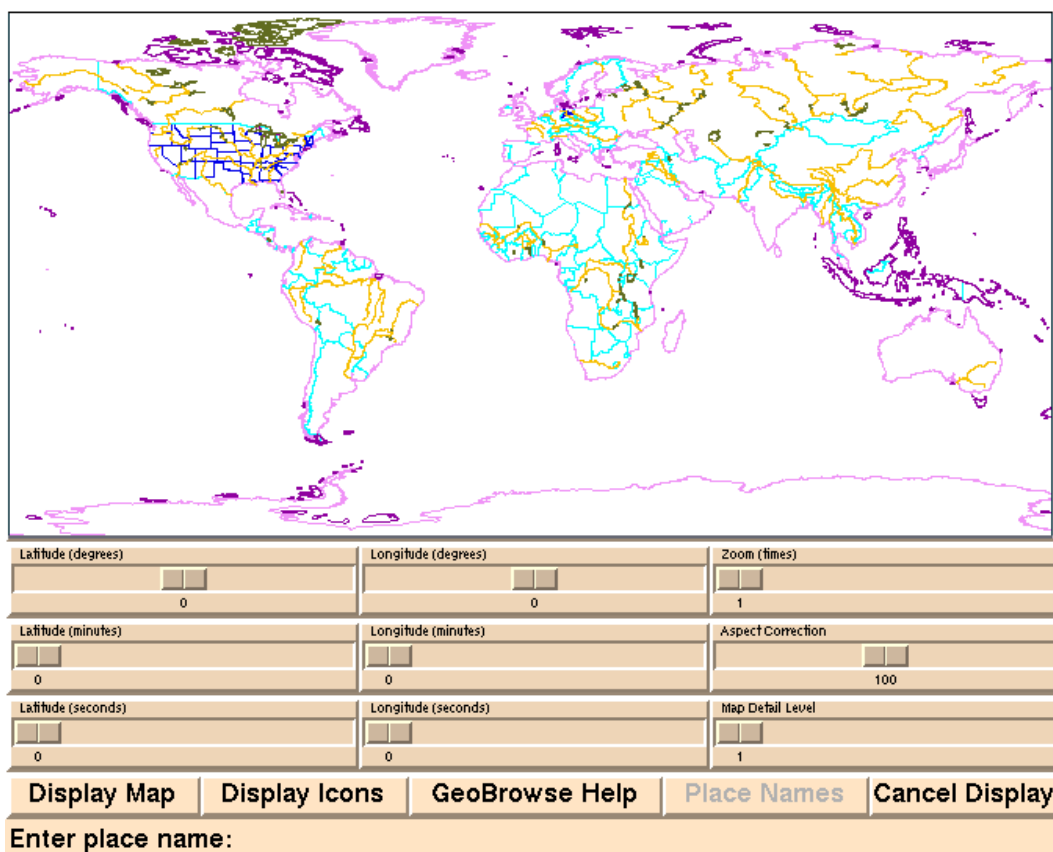 Latitude (degrees) Longitude (degrees) Zoom (times)
0 0 1
Latitude (minutes) Longitude (minutes) Aspect Correction
0 0 100
Latitude (seconds) Longitude (seconds) Map Detail Level
0 0 1
Display Map Display Icons GeoBrowse Help Place Names Cancel Display
Enter place name: